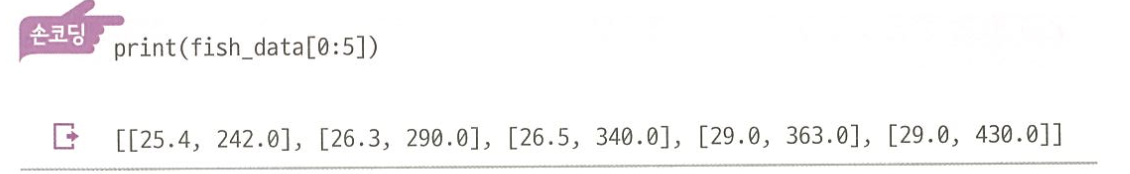 손코딩
print(fish_data[0:5])
[[25.4, 242.0], [26.3, 290.0], [26.5, 340.0], [29.0, 363.0], [29.0, 430.0]]